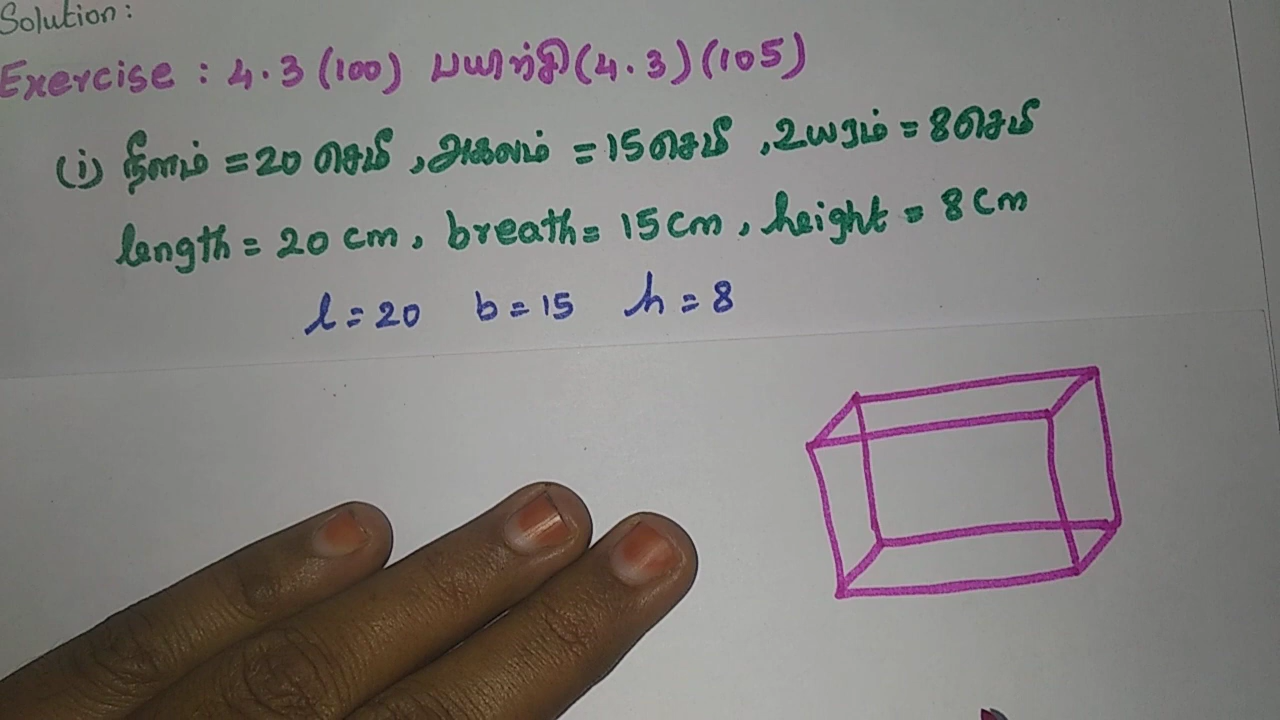 Solution:
Exercise : 4.3 (100) பயிற்சி (4.3) (105)
(i) நீளம் = 20 செமீ , அகலம் = 15 செமீ , உயரம் = 8 செமீ
length = 20 cm, breath = 15 cm, height = 8 cm
l = 20 b = 15 h = 8